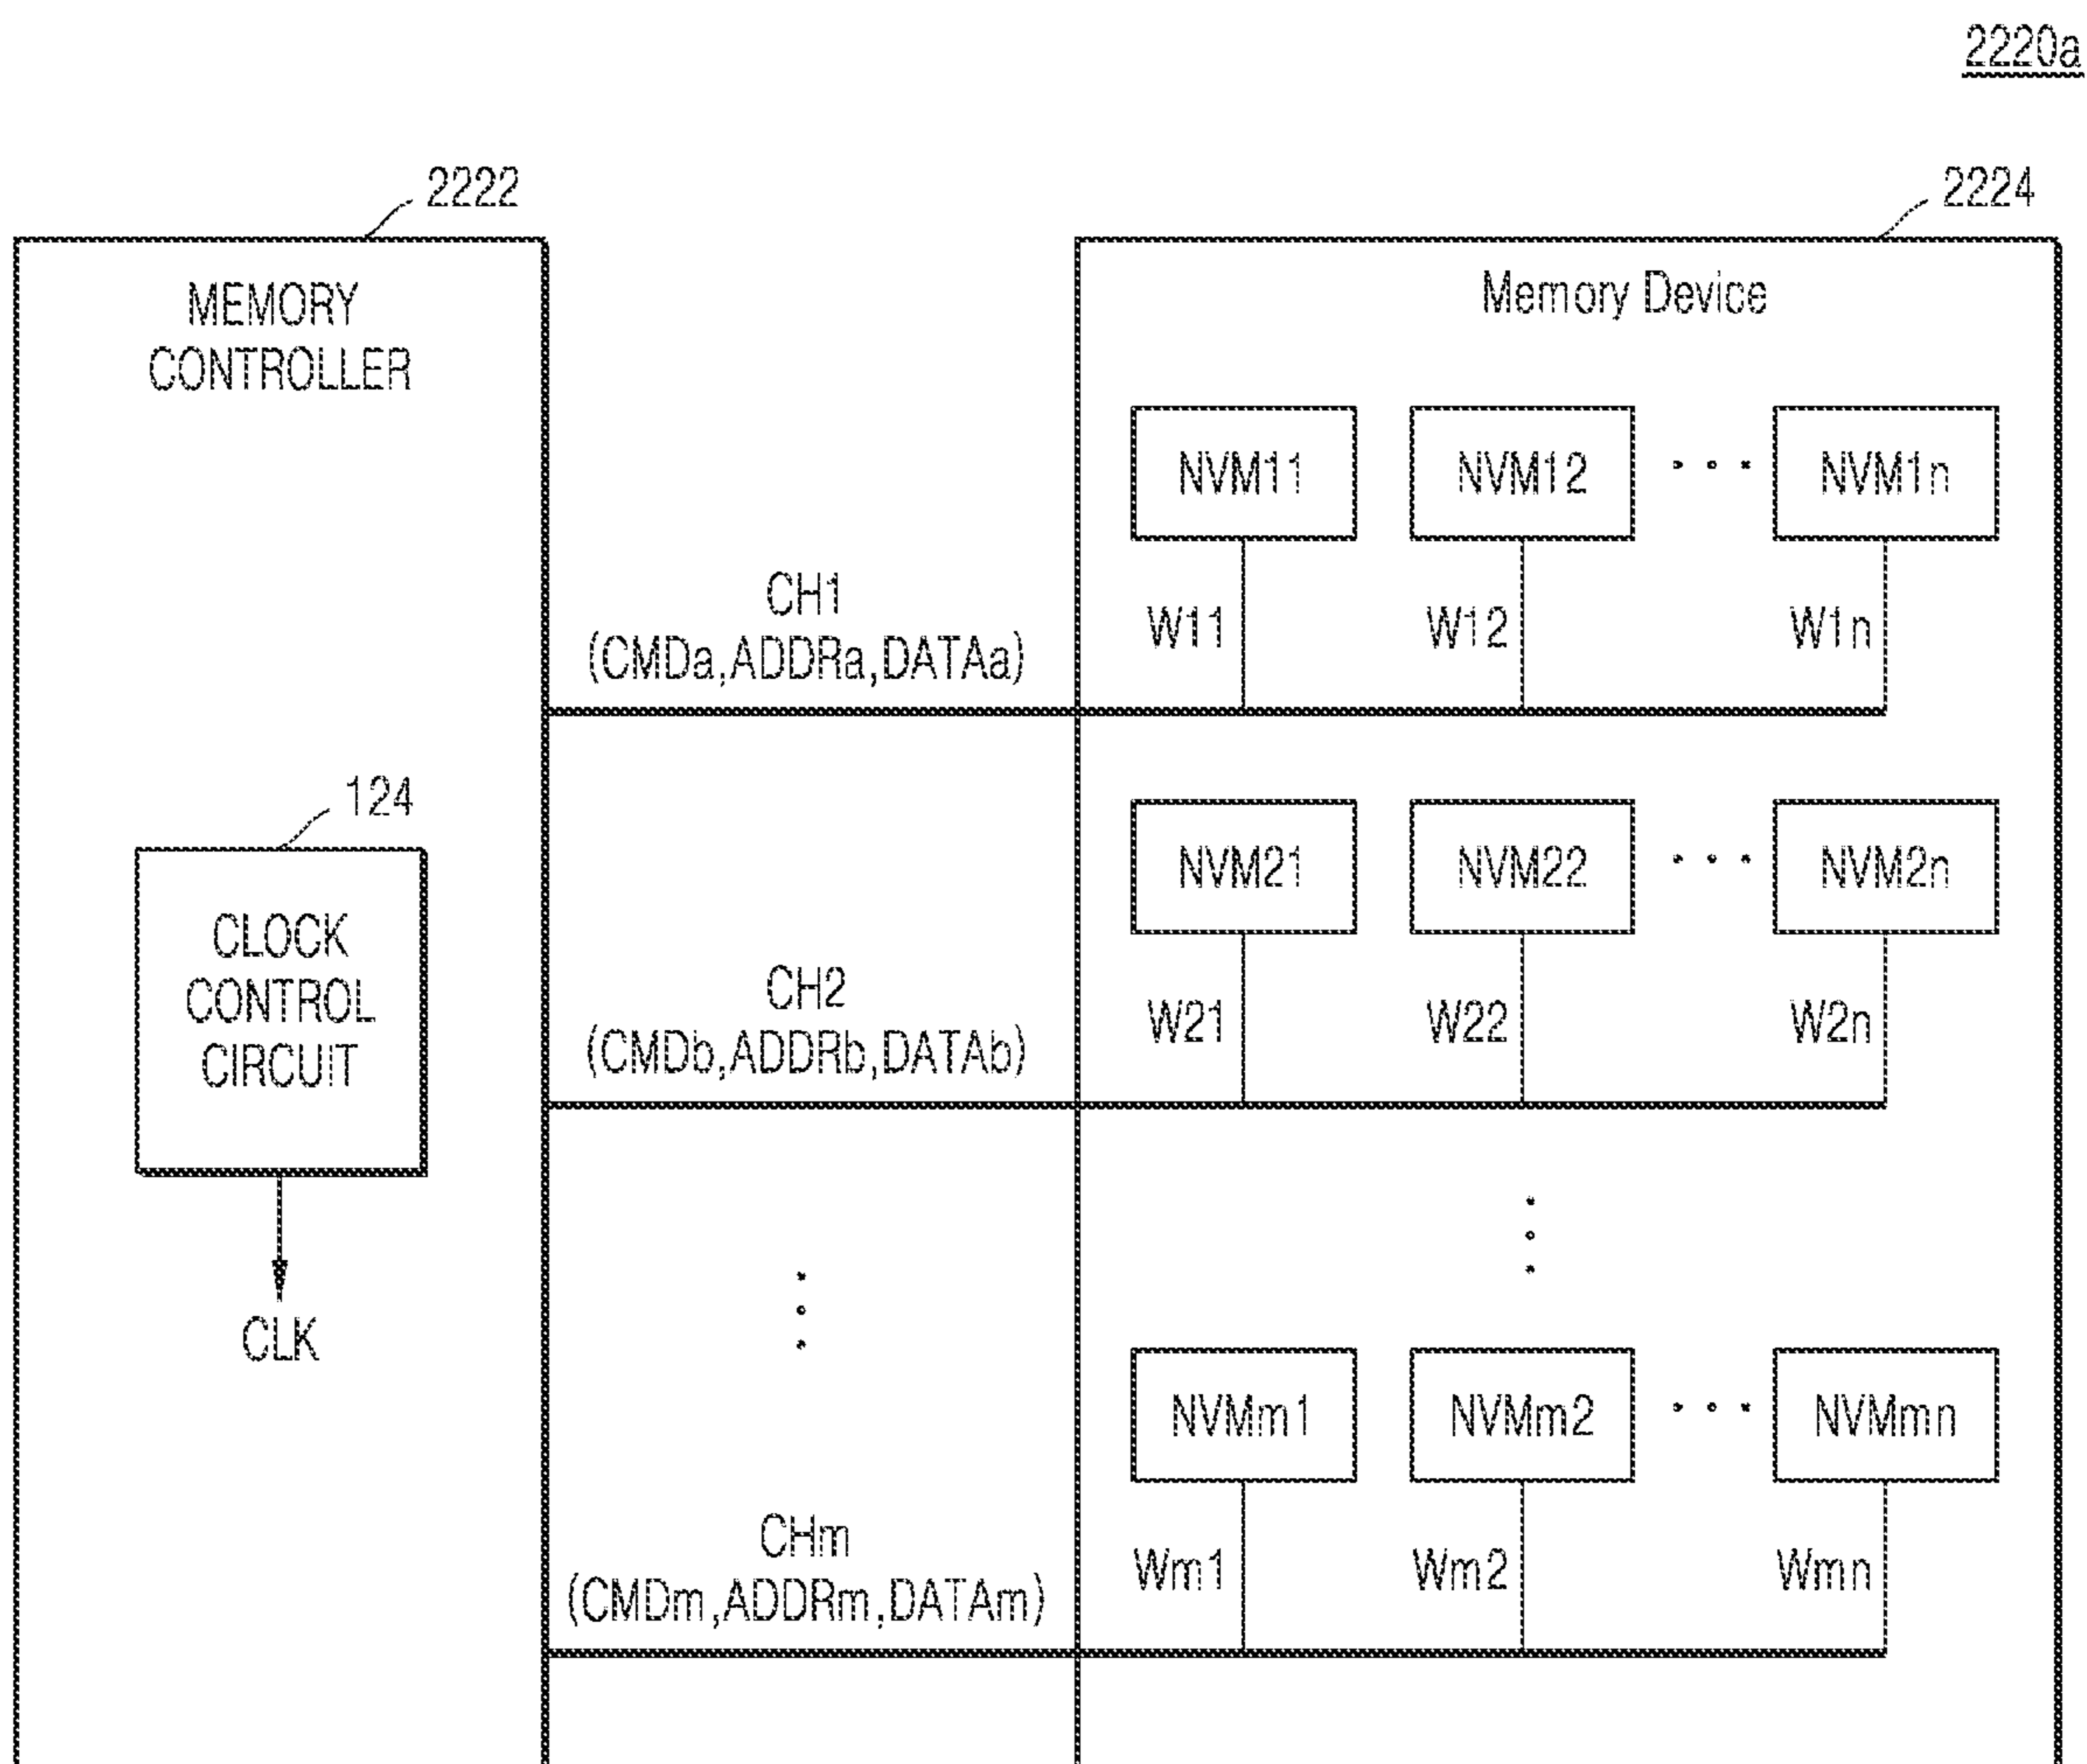 2220a
2222
2224
MEMORY
CONTROLLER
Memory Device
NVM11 NVM12 NVM1n
CH1
(CMDa,ADDRa,DATAa)
W11 W12 W1n
124
CLOCK
CONTROL
CIRCUIT
CLK
NVM21 NVM22 NVM2n
CH2
(CMDb,ADDRb,DATAb)
W21 W22 W2n
NVMm1 NVMm2 NVMmn
CHm
(CMDm,ADDRm,DATAm)
Wm1 Wm2 Wmn